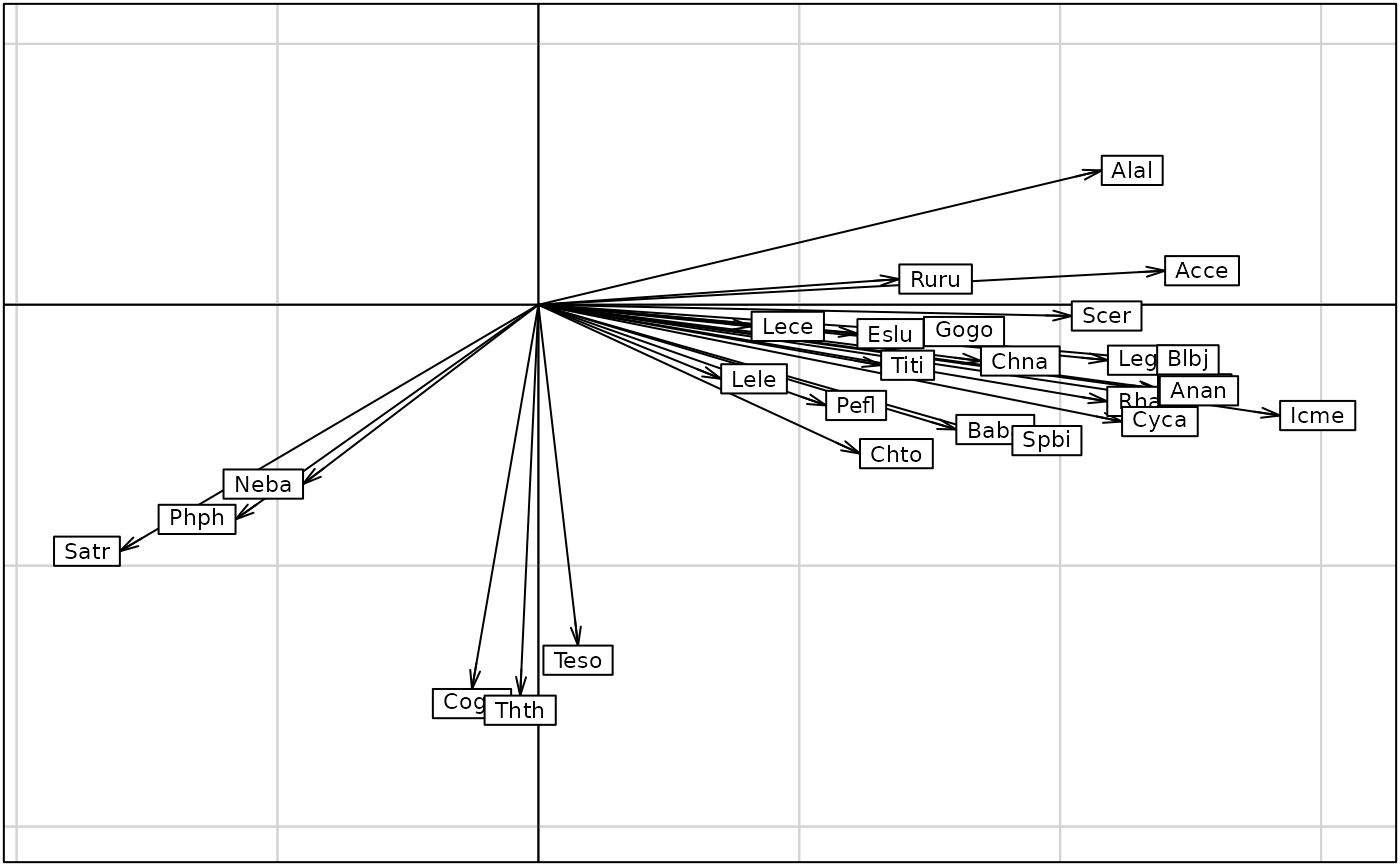 Alal
Acce
Ruru
Scer
Lece
Eslu
Gogo
Titi
Chna
Leg
Blbj
Lele
Anan
Pefl
Rha
Icme
Cyca
Bab
Spbi
Chto
Neba
Phph
Satr
Teso
Cog
Thth